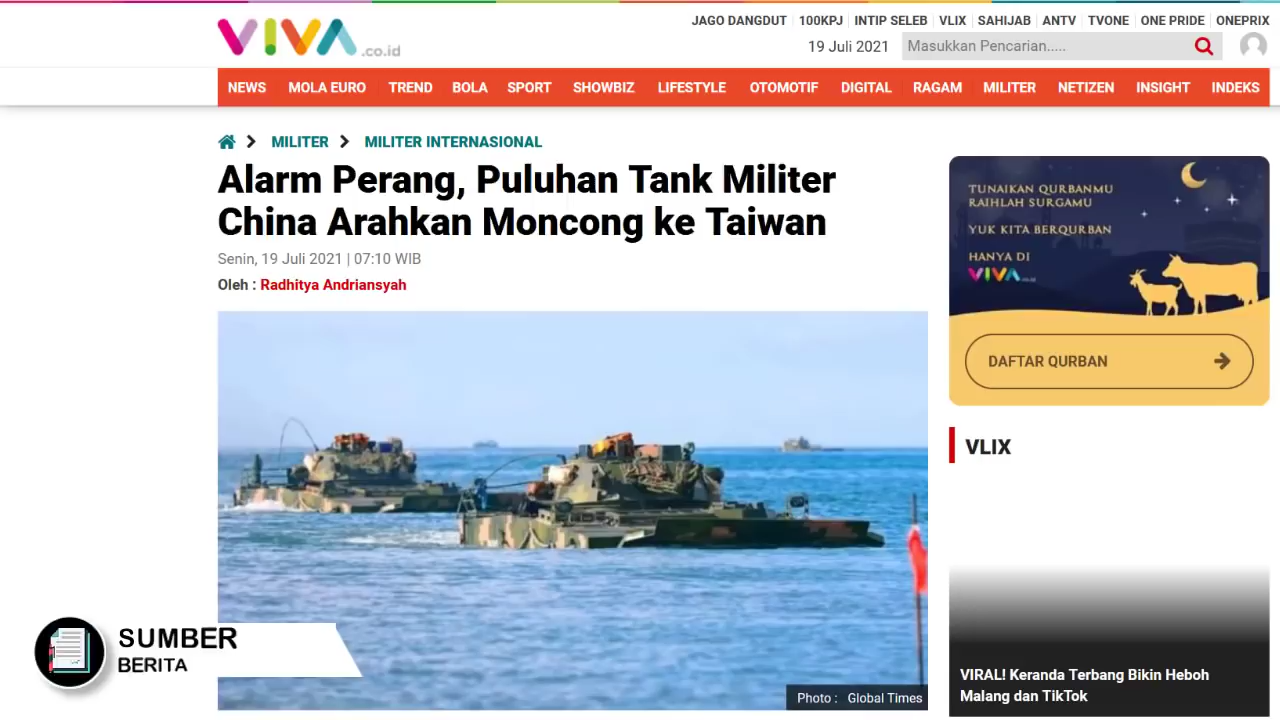 VIVA.co.id
JAGO DANGDUT 100KPJ INTIP SELEB VLIX SAHIJAB ANTV TVONE ONE PRIDE ONEPRIX
19 Juli 2021
Masukkan Pencarian.....
NEWS MOLA EURO TREND BOLA SPORT SHOWBIZ LIFESTYLE OTOMOTIF DIGITAL RAGAM MILITER NETIZEN INSIGHT INDEKS
MILITER MILITER INTERNASIONAL
Alarm Perang, Puluhan Tank Militer
China Arahkan Moncong ke Taiwan
Senin, 19 Juli 2021 | 07:10 WIB
Oleh : Radhitya Andriansyah
Photo : Global Times
SUMBER
BERITA
TUNAIKAN QURBANMU
RAIHLAH SURGAMU
YUK KITA BERQURBAN
HANYA DI
VIVA.co.id
DAFTAR QURBAN
VLIX
VIRAL! Keranda Terbang Bikin Heboh
Malang dan TikTok